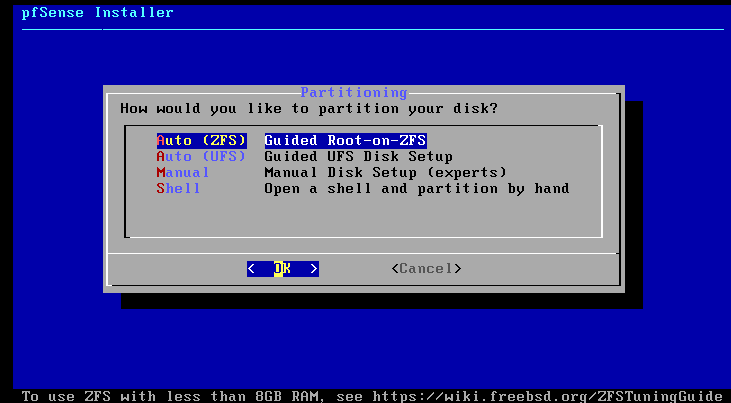 pfSense Installer
Partitioning
How would you like to partition your disk?
Auto (ZFS) Guided Root-on-ZFS
Auto (UFS) Guided UFS Disk Setup
Manual Manual Disk Setup (experts)
Shell Open a shell and partition by hand
< OK > <Cancel>
To use ZFS with less than 8GB RAM, see https://wiki.freebsd.org/ZFSTuningGuide